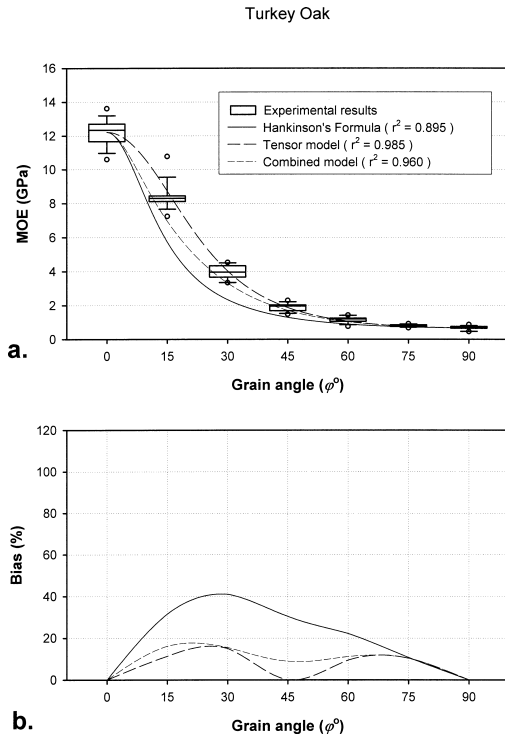 Turkey Oak
16
14
12
10
8
6
4
2
0
MOE (GPa)
Experimental results
Hankinson's Formula ( r² = 0.895 )
Tensor model ( r² = 0.985 )
Combined model ( r² = 0.960 )
0 15 30 45 60 75 90
Grain angle (φº)
a.
120
100
80
60
40
20
0
Bias (%)
0 15 30 45 60 75 90
Grain angle (φº)
b.